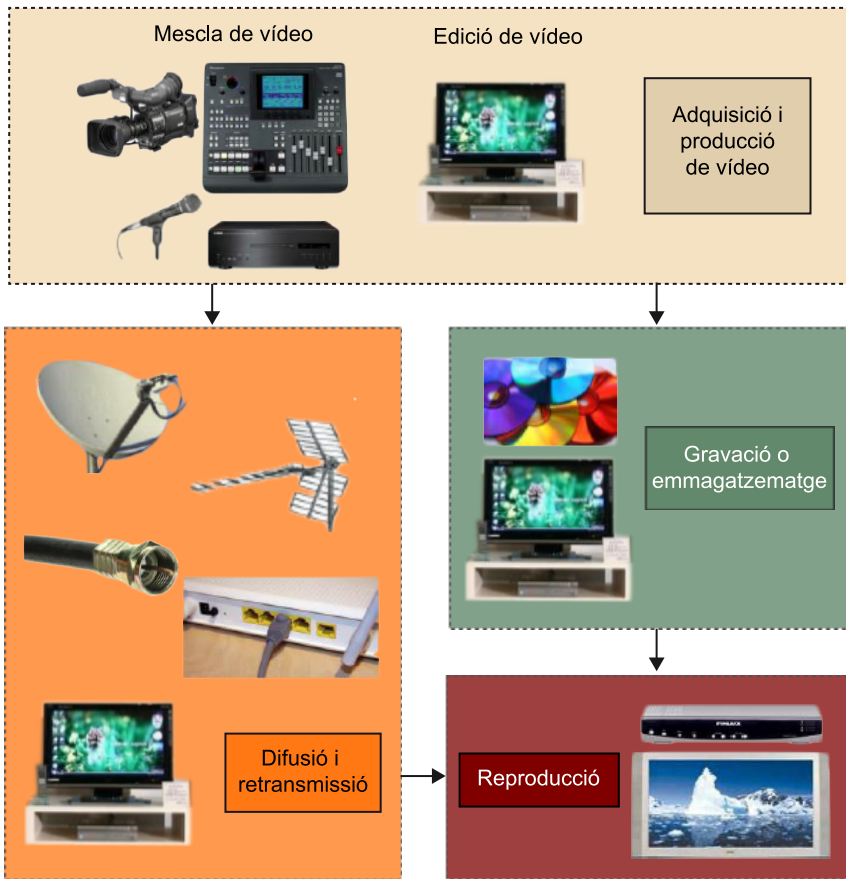 Mescla de vídeo
Edició de vídeo
Adquisició i
producció
de vídeo
Gravació o
emmagatzematge
Difusió i
retransmissió
Reproducció